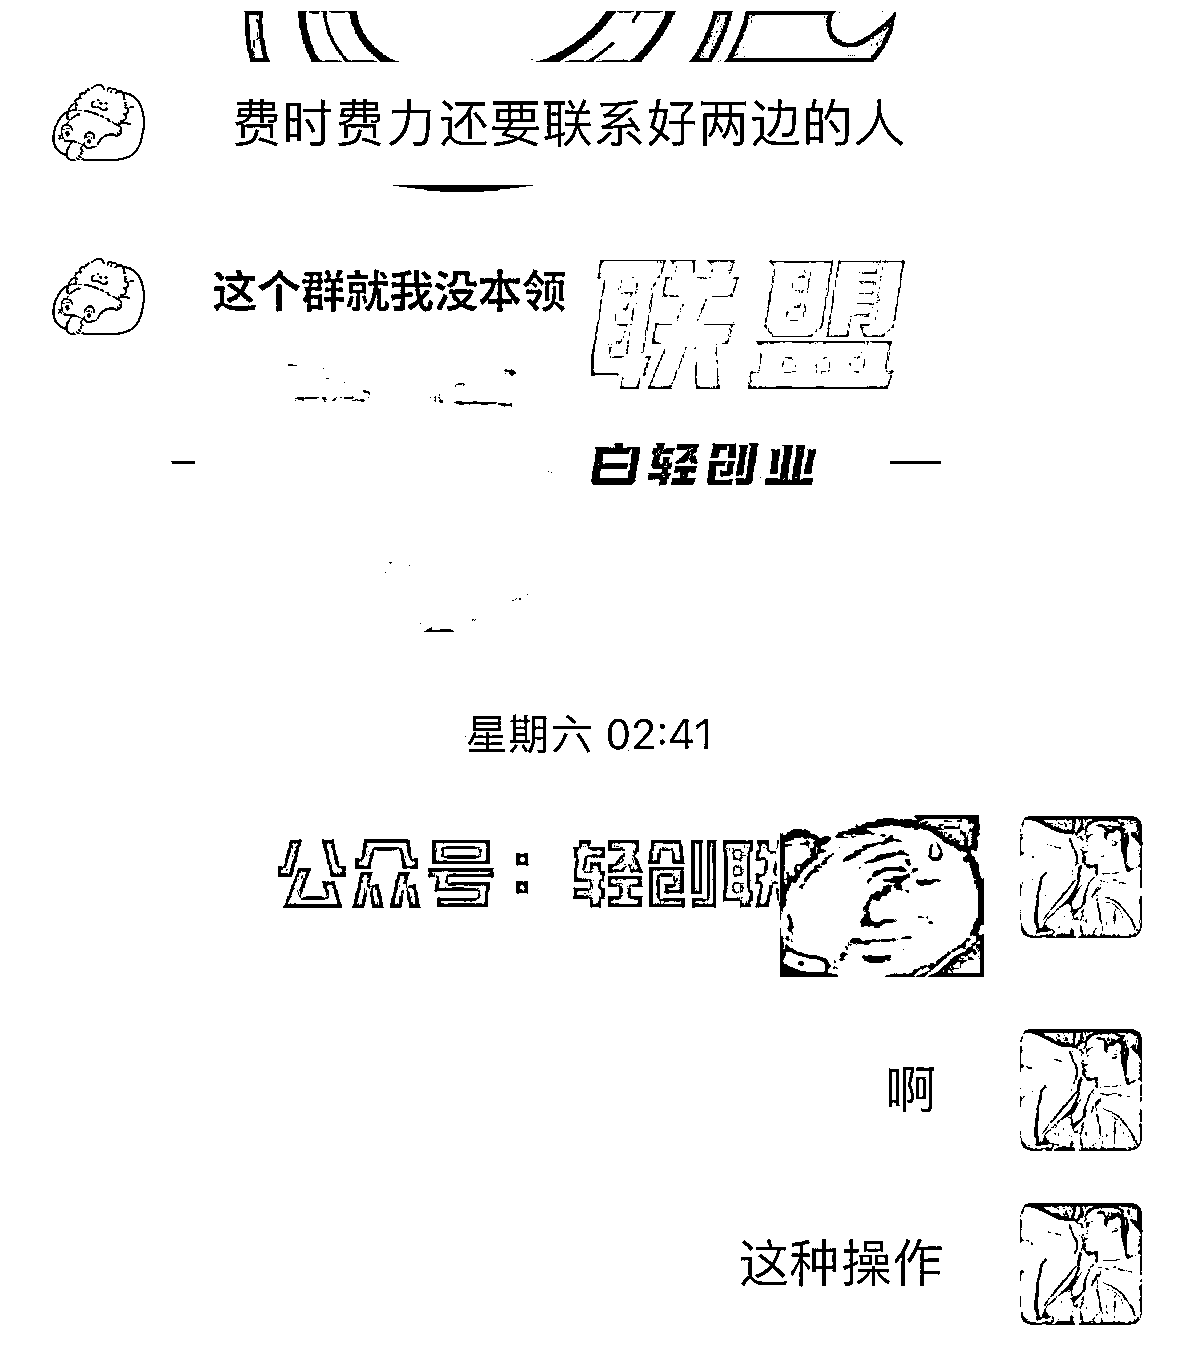 费时费力还要联系好两边的人
这个群就我没本领
联盟
白轻创业
星期六 02:41
公众号：轻创联
啊
这种操作